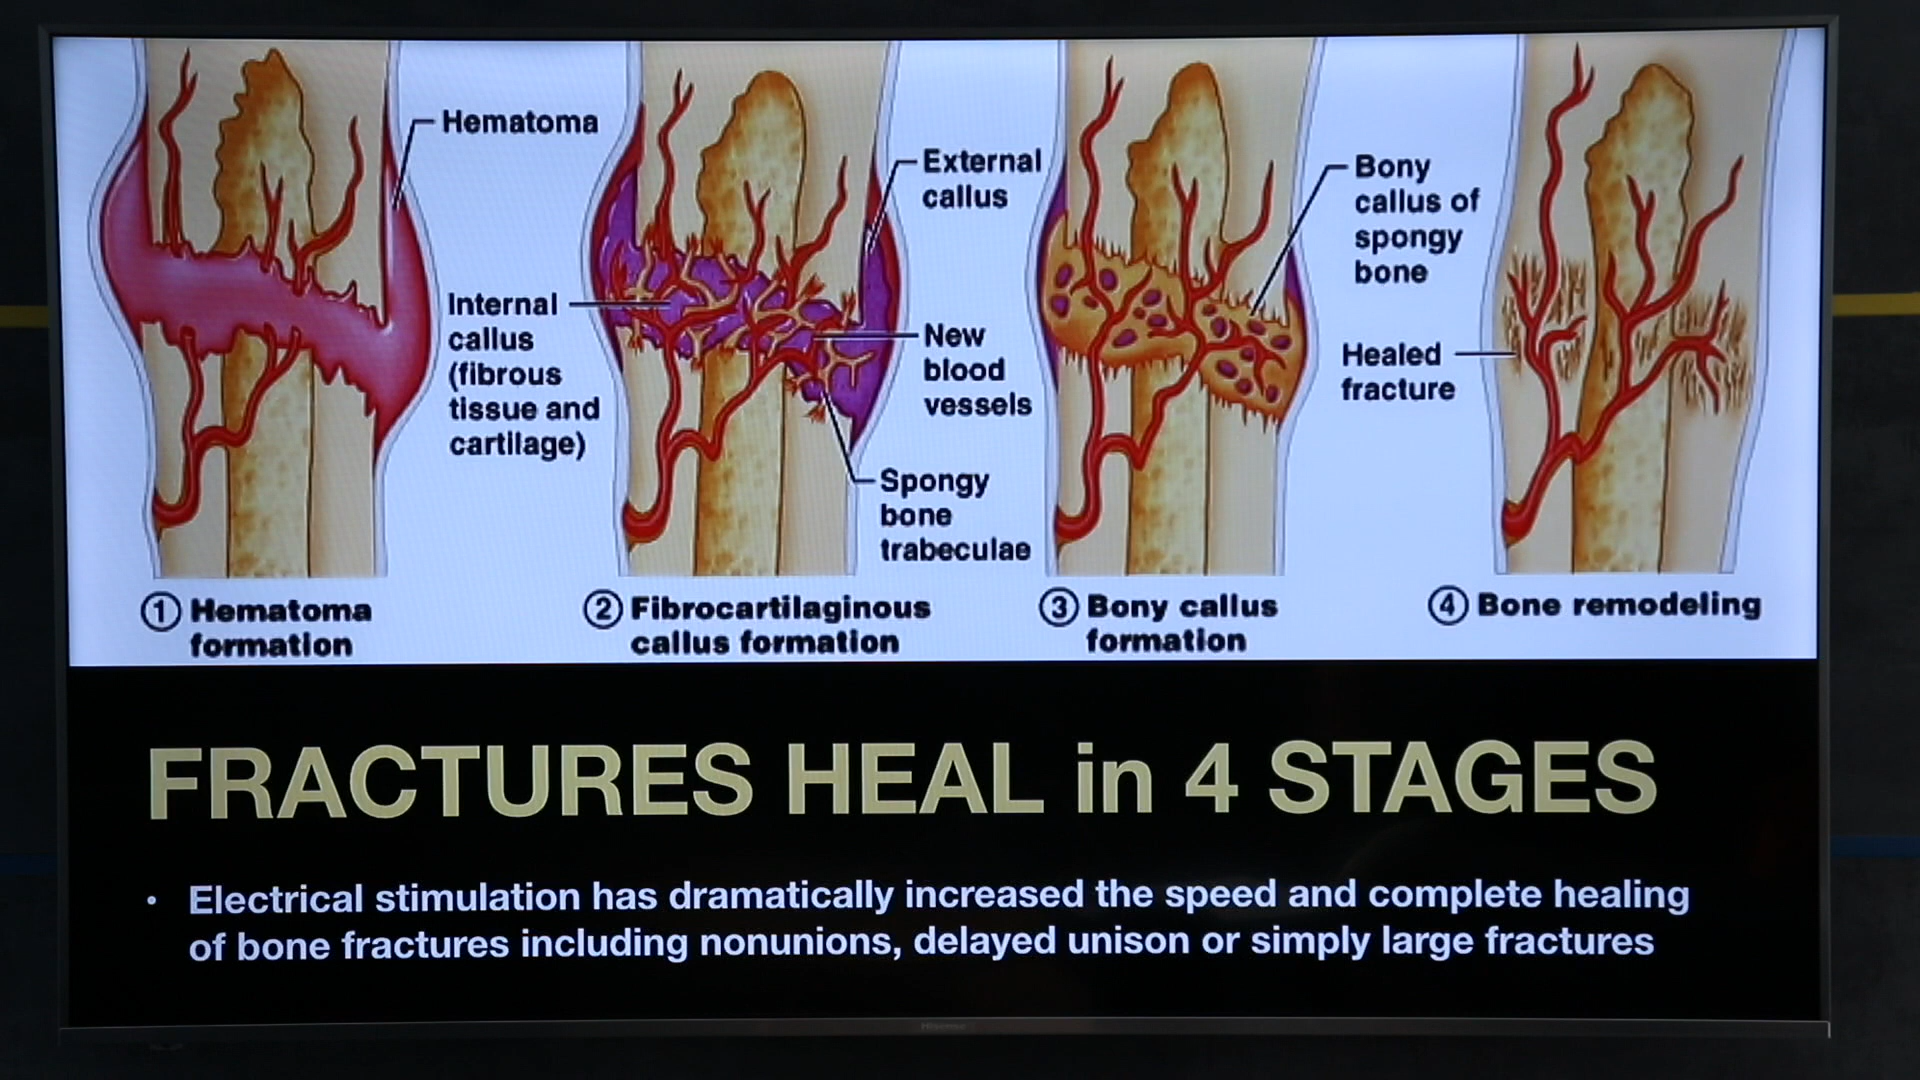 Hematoma
External
callus
Internal
callus
(fibrous
tissue and
cartilage)
New
blood
vessels
Spongy
bone
trabeculae
Bony
callus of
spongy
bone
Healed
fracture
① Hematoma
formation
② Fibrocartilaginous
callus formation
③ Bony callus
formation
④ Bone remodeling
FRACTURES HEAL in 4 STAGES
• Electrical stimulation has dramatically increased the speed and complete healing
of bone fractures including nonunions, delayed unison or simply large fractures
Hisense